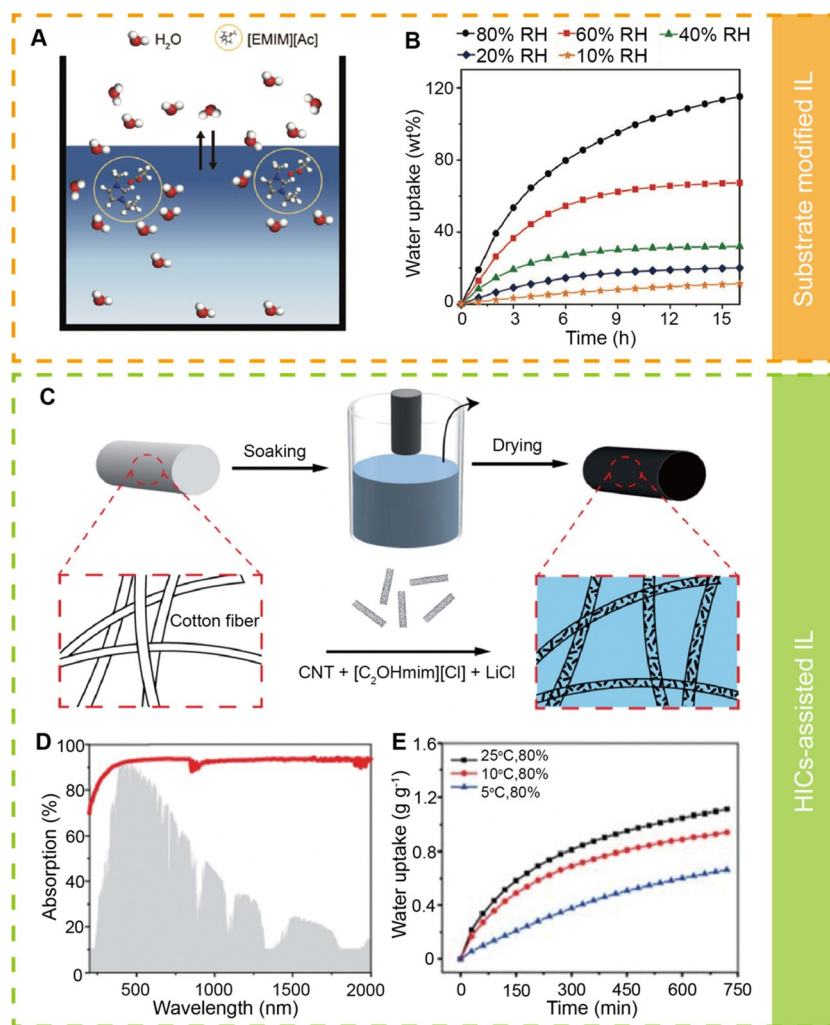 A
H₂O
[EMIM][Ac]
B
80% RH
60% RH
40% RH
20% RH
10% RH
Water uptake (wt%)
120
80
40
0
0
3
6
9
12
15
Time (h)
Substrate modified IL
C
Soaking
Drying
Cotton fiber
CNT + [C₂OHmim][Cl] + LiCl
D
Absorption (%)
100
80
60
40
20
0
500
1000
1500
2000
Wavelength (nm)
E
25°C,80%
10°C,80%
5°C,80%
Water uptake (g g⁻¹)
1.6
1.2
0.8
0.4
0
0
150
300
450
600
750
Time (min)
HICs-assisted IL